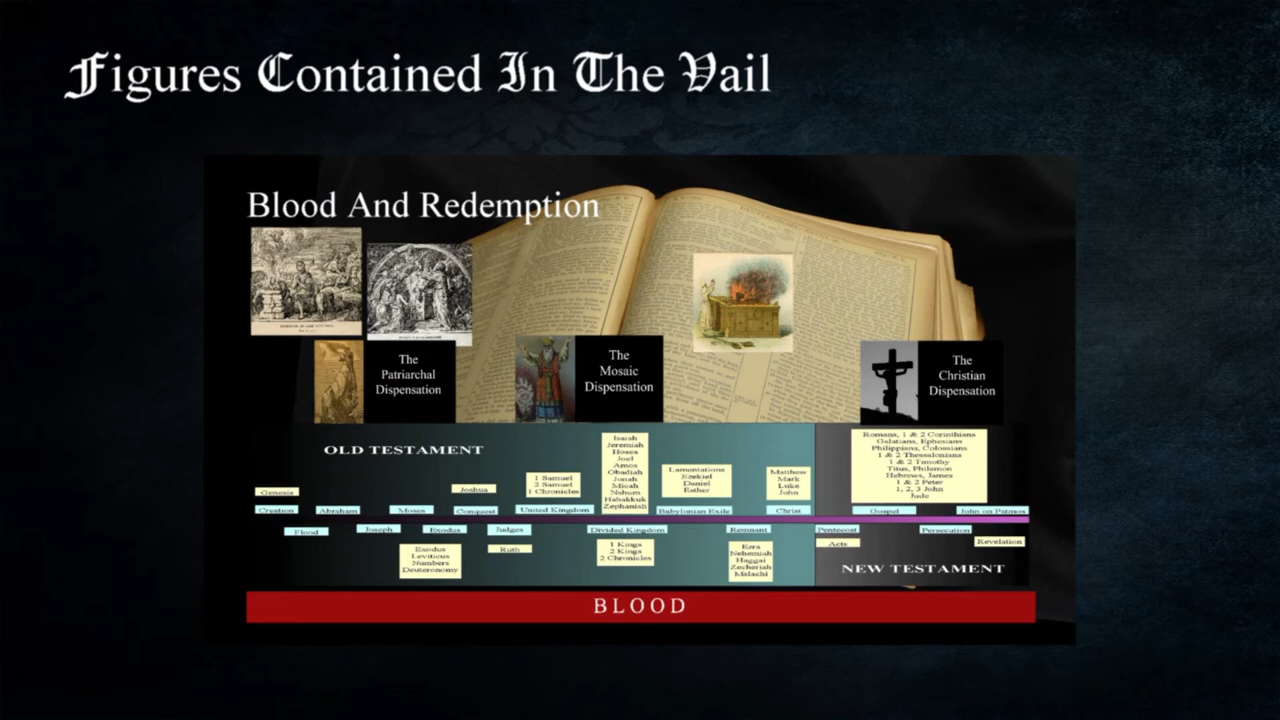 Figures Contained In The Vail
Blood And Redemption
The
Patriarchal
Dispensation
The
Mosaic
Dispensation
The
Christian
Dispensation
OLD TESTAMENT
Genesis
Creation
Flood
Abraham
Joseph
Moses
Exodus
Exodus
Leviticus
Numbers
Deuteronomy
Joshua
Conquest
Judges
Ruth
1 Samuel
2 Samuel
1 Chronicles
United Kingdom
Isaiah
Jeremiah
Hosea
Joel
Amos
Obadiah
Jonah
Micah
Nahum
Habakkuk
Zephaniah
Divided Kingdom
1 Kings
2 Kings
2 Chronicles
Lamentations
Ezekiel
Daniel
Esther
Babylonian Exile
Remnant
Ezra
Nehemiah
Haggai
Zecheriah
Malachi
Matthew
Mark
Luke
John
Christ
Pentecost
Acts
Romans, 1 & 2 Corinthians
Galatians, Ephesians
Philippians, Colossians
1 & 2 Thessalonians
1 & 2 Timothy
Titus, Philemon
Hebrews, James
1 & 2 Peter
1, 2, 3 John
Jude
Gospel
Persecution
John on Patmos
Revelation
NEW TESTAMENT
BLOOD